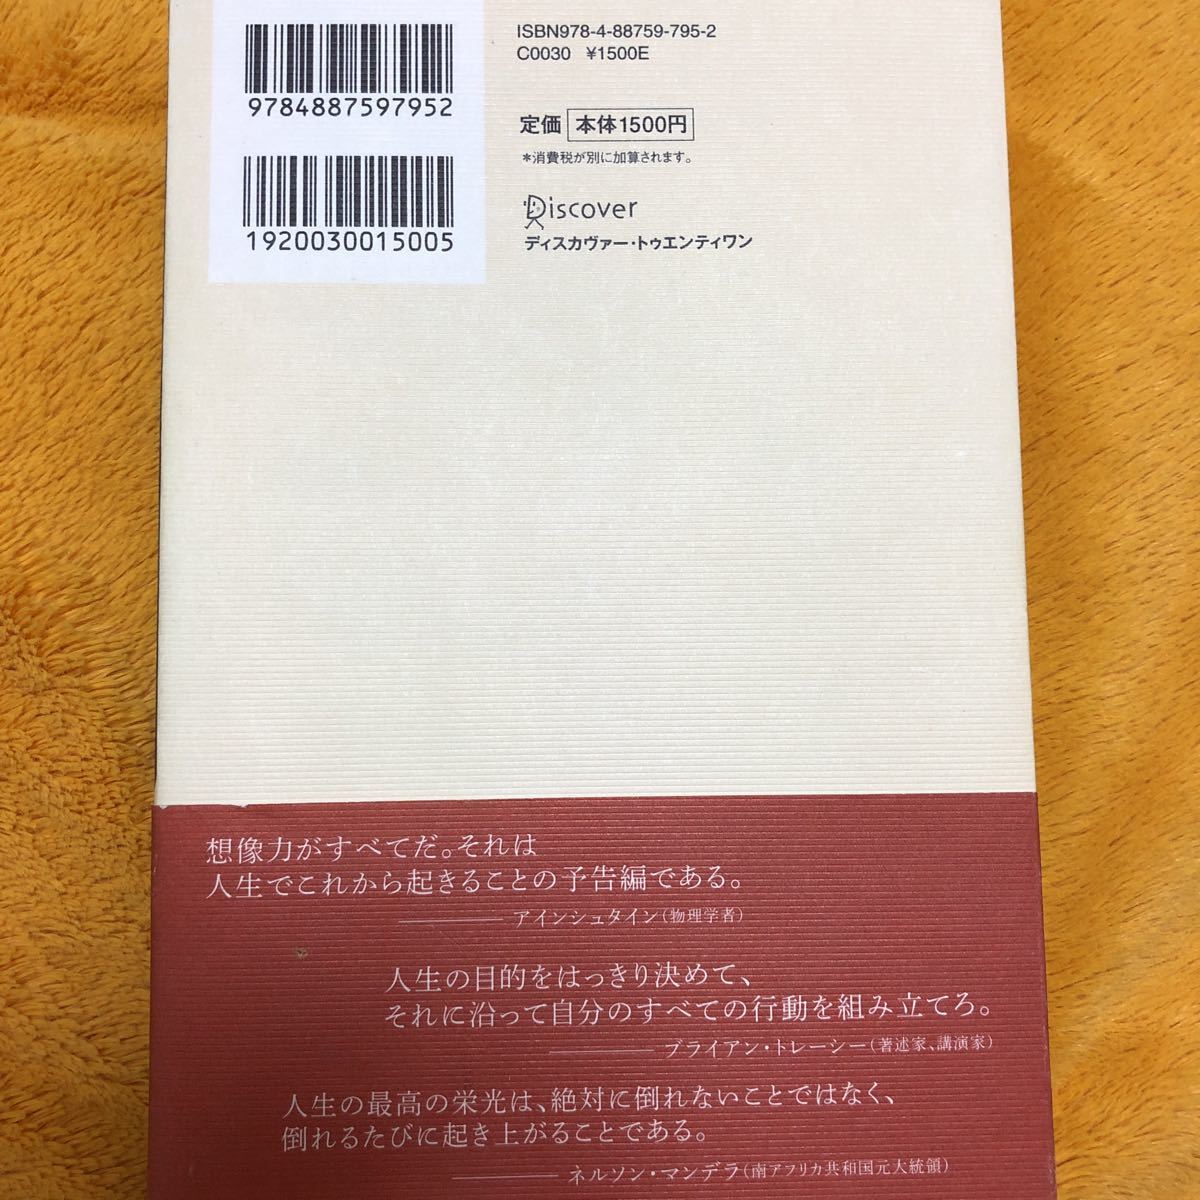 ISBN978-4-88759-795-2
C0030 ¥1500E
9784887597952
定価 本体1500円
*消費税が別に加算されます。
1920030015005
Discover
ディスカヴァー・トゥエンティワン
想像力がすべてだ。それは
人生でこれから起きることの予告編である。
アインシュタイン(物理学者)
人生の目的をはっきり決めて、
それに沿って自分のすべての行動を組み立てろ。
ブライアン・トレーシー(著述家、講演家)
人生の最高の栄光は、絶対に倒れないことではなく、
倒れるたびに起き上がることである。
ネルソン・マンデラ(南アフリカ共和国元大統領)